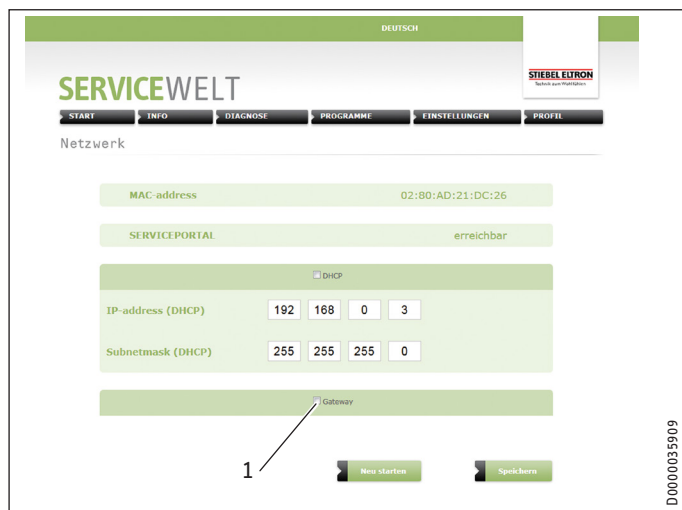 DEUTSCH
STIEBEL ELTRON
Technik zum Wohlfühlen
SERVICEWELT
START INFO DIAGNOSE PROGRAMME EINSTELLUNGEN PROFIL
Netzwerk
MAC-address 02:80:AD:21:DC:26
SERVICEPORTAL erreichbar
DHCP
IP-address (DHCP) 192 168 0 3
Subnetmask (DHCP) 255 255 255 0
Gateway
1
Neu starten Speichern
D0000035909